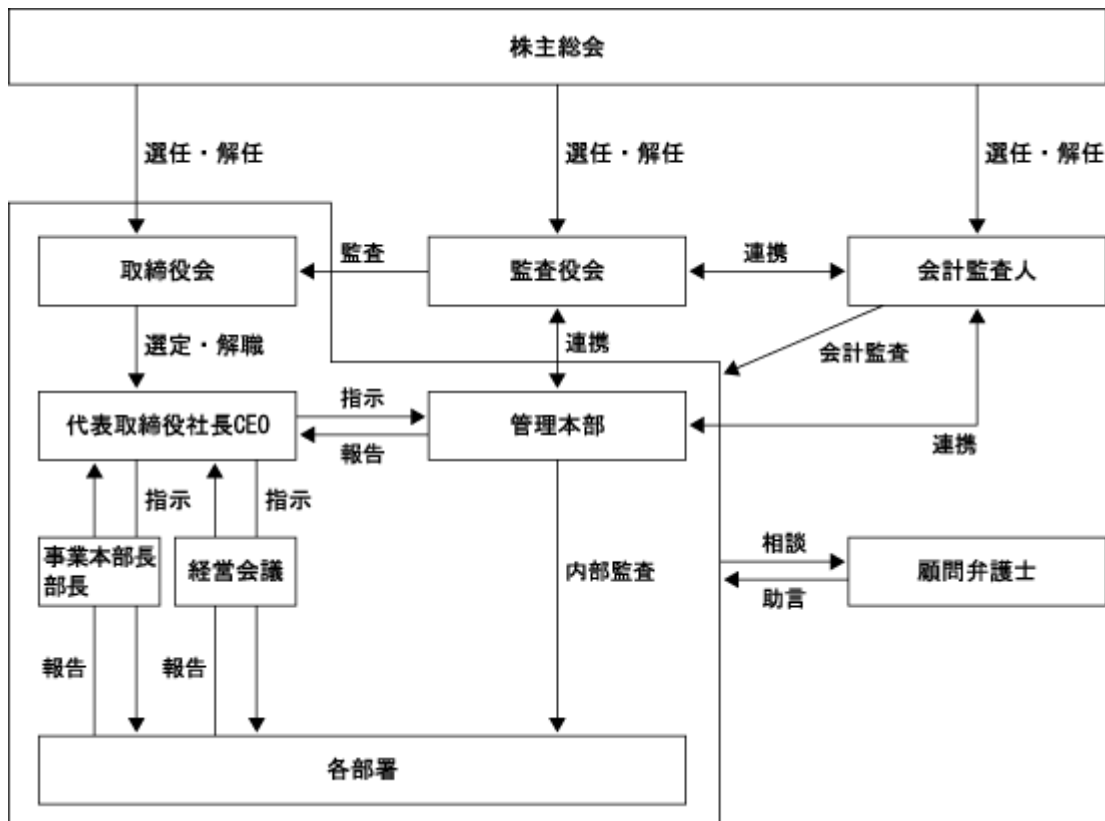 株主総会
選任・解任
選任・解任
選任・解任
取締役会
監査
監査役会
連携
会計監査人
選定・解職
連携
会計監査
代表取締役社長CEO
指示
報告
管理本部
連携
指示
指示
事業本部長
部長
経営会議
内部監査
相談
助言
顧問弁護士
報告
報告
各部署